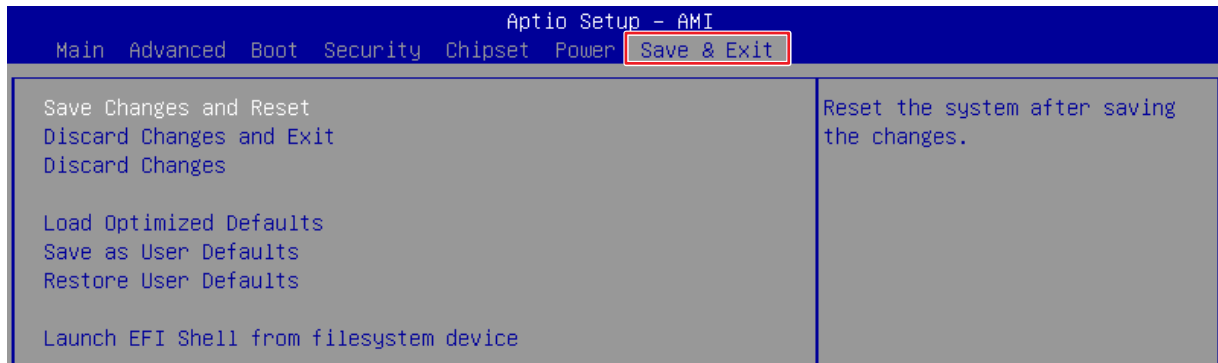 Aptio Setup – AMI
Main Advanced Boot Security Chipset Power Save & Exit
Save Changes and Reset
Discard Changes and Exit
Discard Changes
Load Optimized Defaults
Save as User Defaults
Restore User Defaults
Launch EFI Shell from filesystem device
Reset the system after saving
the changes.